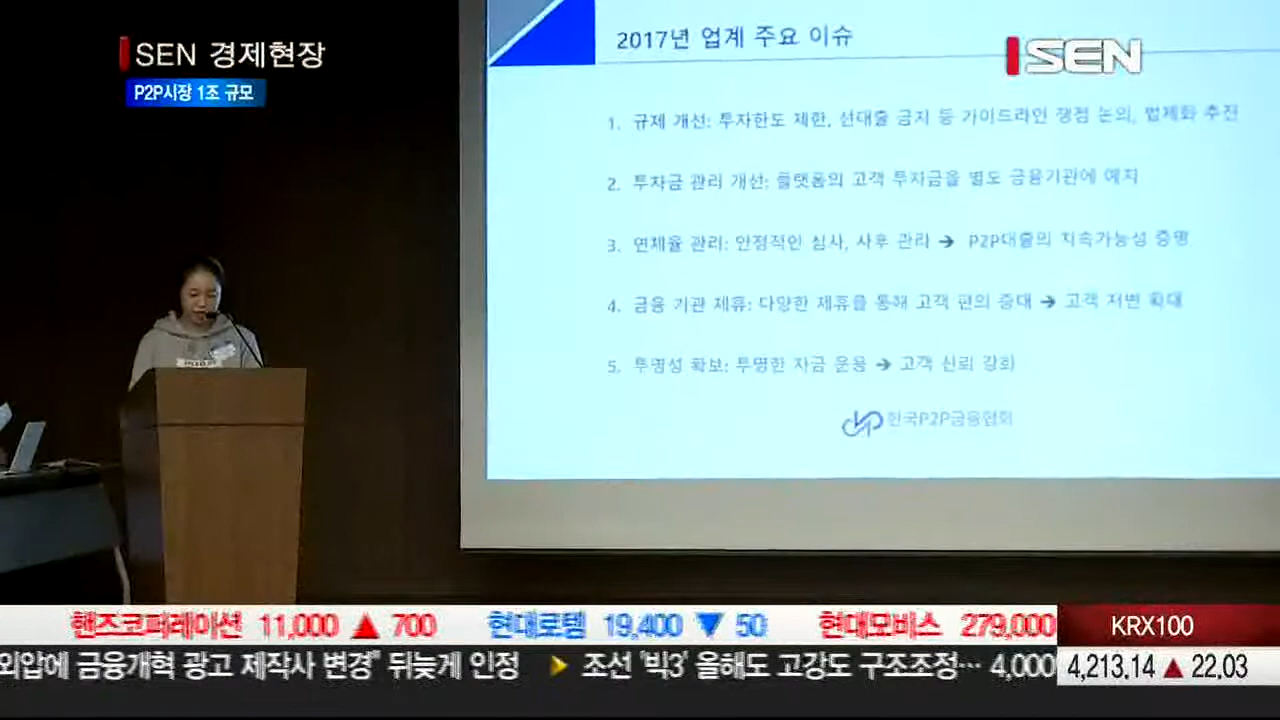 SEN 경제현장
P2P시장 1조 규모
SEN
2017년 업계 주요 이슈
1. 규제 개선: 투자한도 제한, 선대출 금지 등 가이드라인 쟁점 논의, 법제화 추진
2. 투자금 관리 개선: 플랫폼의 고객 투자금을 별도 금융기관에 예치
3. 연체율 관리: 안정적인 심사, 사후 관리 → P2P대출의 지속가능성 증명
4. 금융 기관 제휴: 다양한 제휴를 통해 고객 편의 증대 → 고객 저변 확대
5. 투명성 확보: 투명한 자금 운용 → 고객 신뢰 강화
한국P2P금융협회
핸즈코퍼레이션 11,000 ▲ 700 현대로템 19,400 ▼ 50 현대모비스 279,000
KRX100
외압에 금융개혁 광고 제작사 변경" 뒤늦게 인정 조선 '빅3' 올해도 고강도 구조조정… 4,000
4,213.14 ▲ 22.03